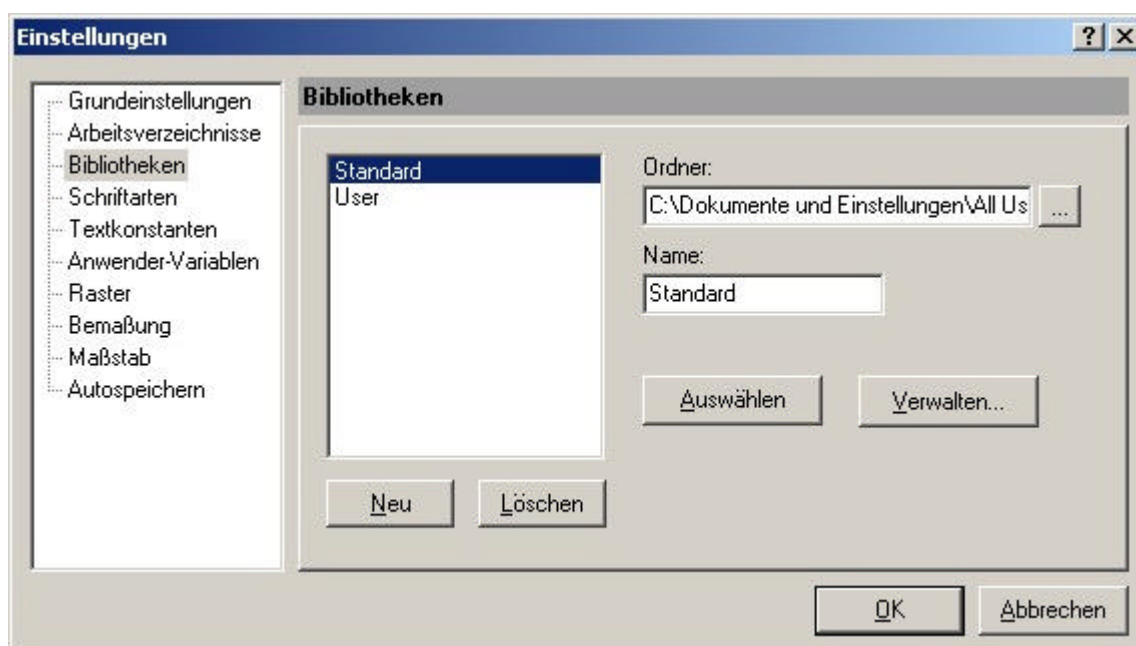 Einstellungen
Grundeinstellungen
Arbeitsverzeichnisse
Bibliotheken
Schriftarten
Textkonstanten
Anwender-Variablen
Raster
Bemaßung
Maßstab
Autospeichern
Bibliotheken
Standard
User
Ordner:
C:\Dokumente und Einstellungen\All Us
...
Name:
Standard
Auswählen
Verwalten...
Neu
Löschen
OK
Abbrechen